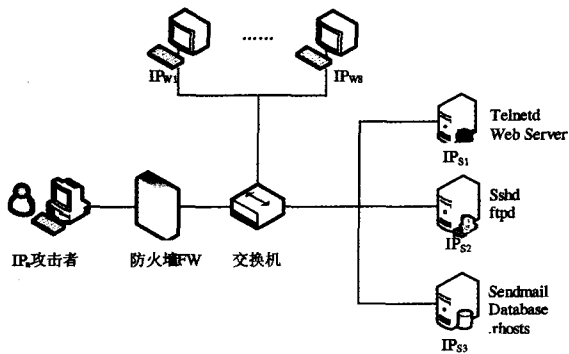 ......
IPW1
IPW8
Telnetd
Web Server
IPS1
Sshd
ftpd
IPS2
IPa攻击者
防火墙FW
交换机
Sendmail
Database
.rhosts
IPS3